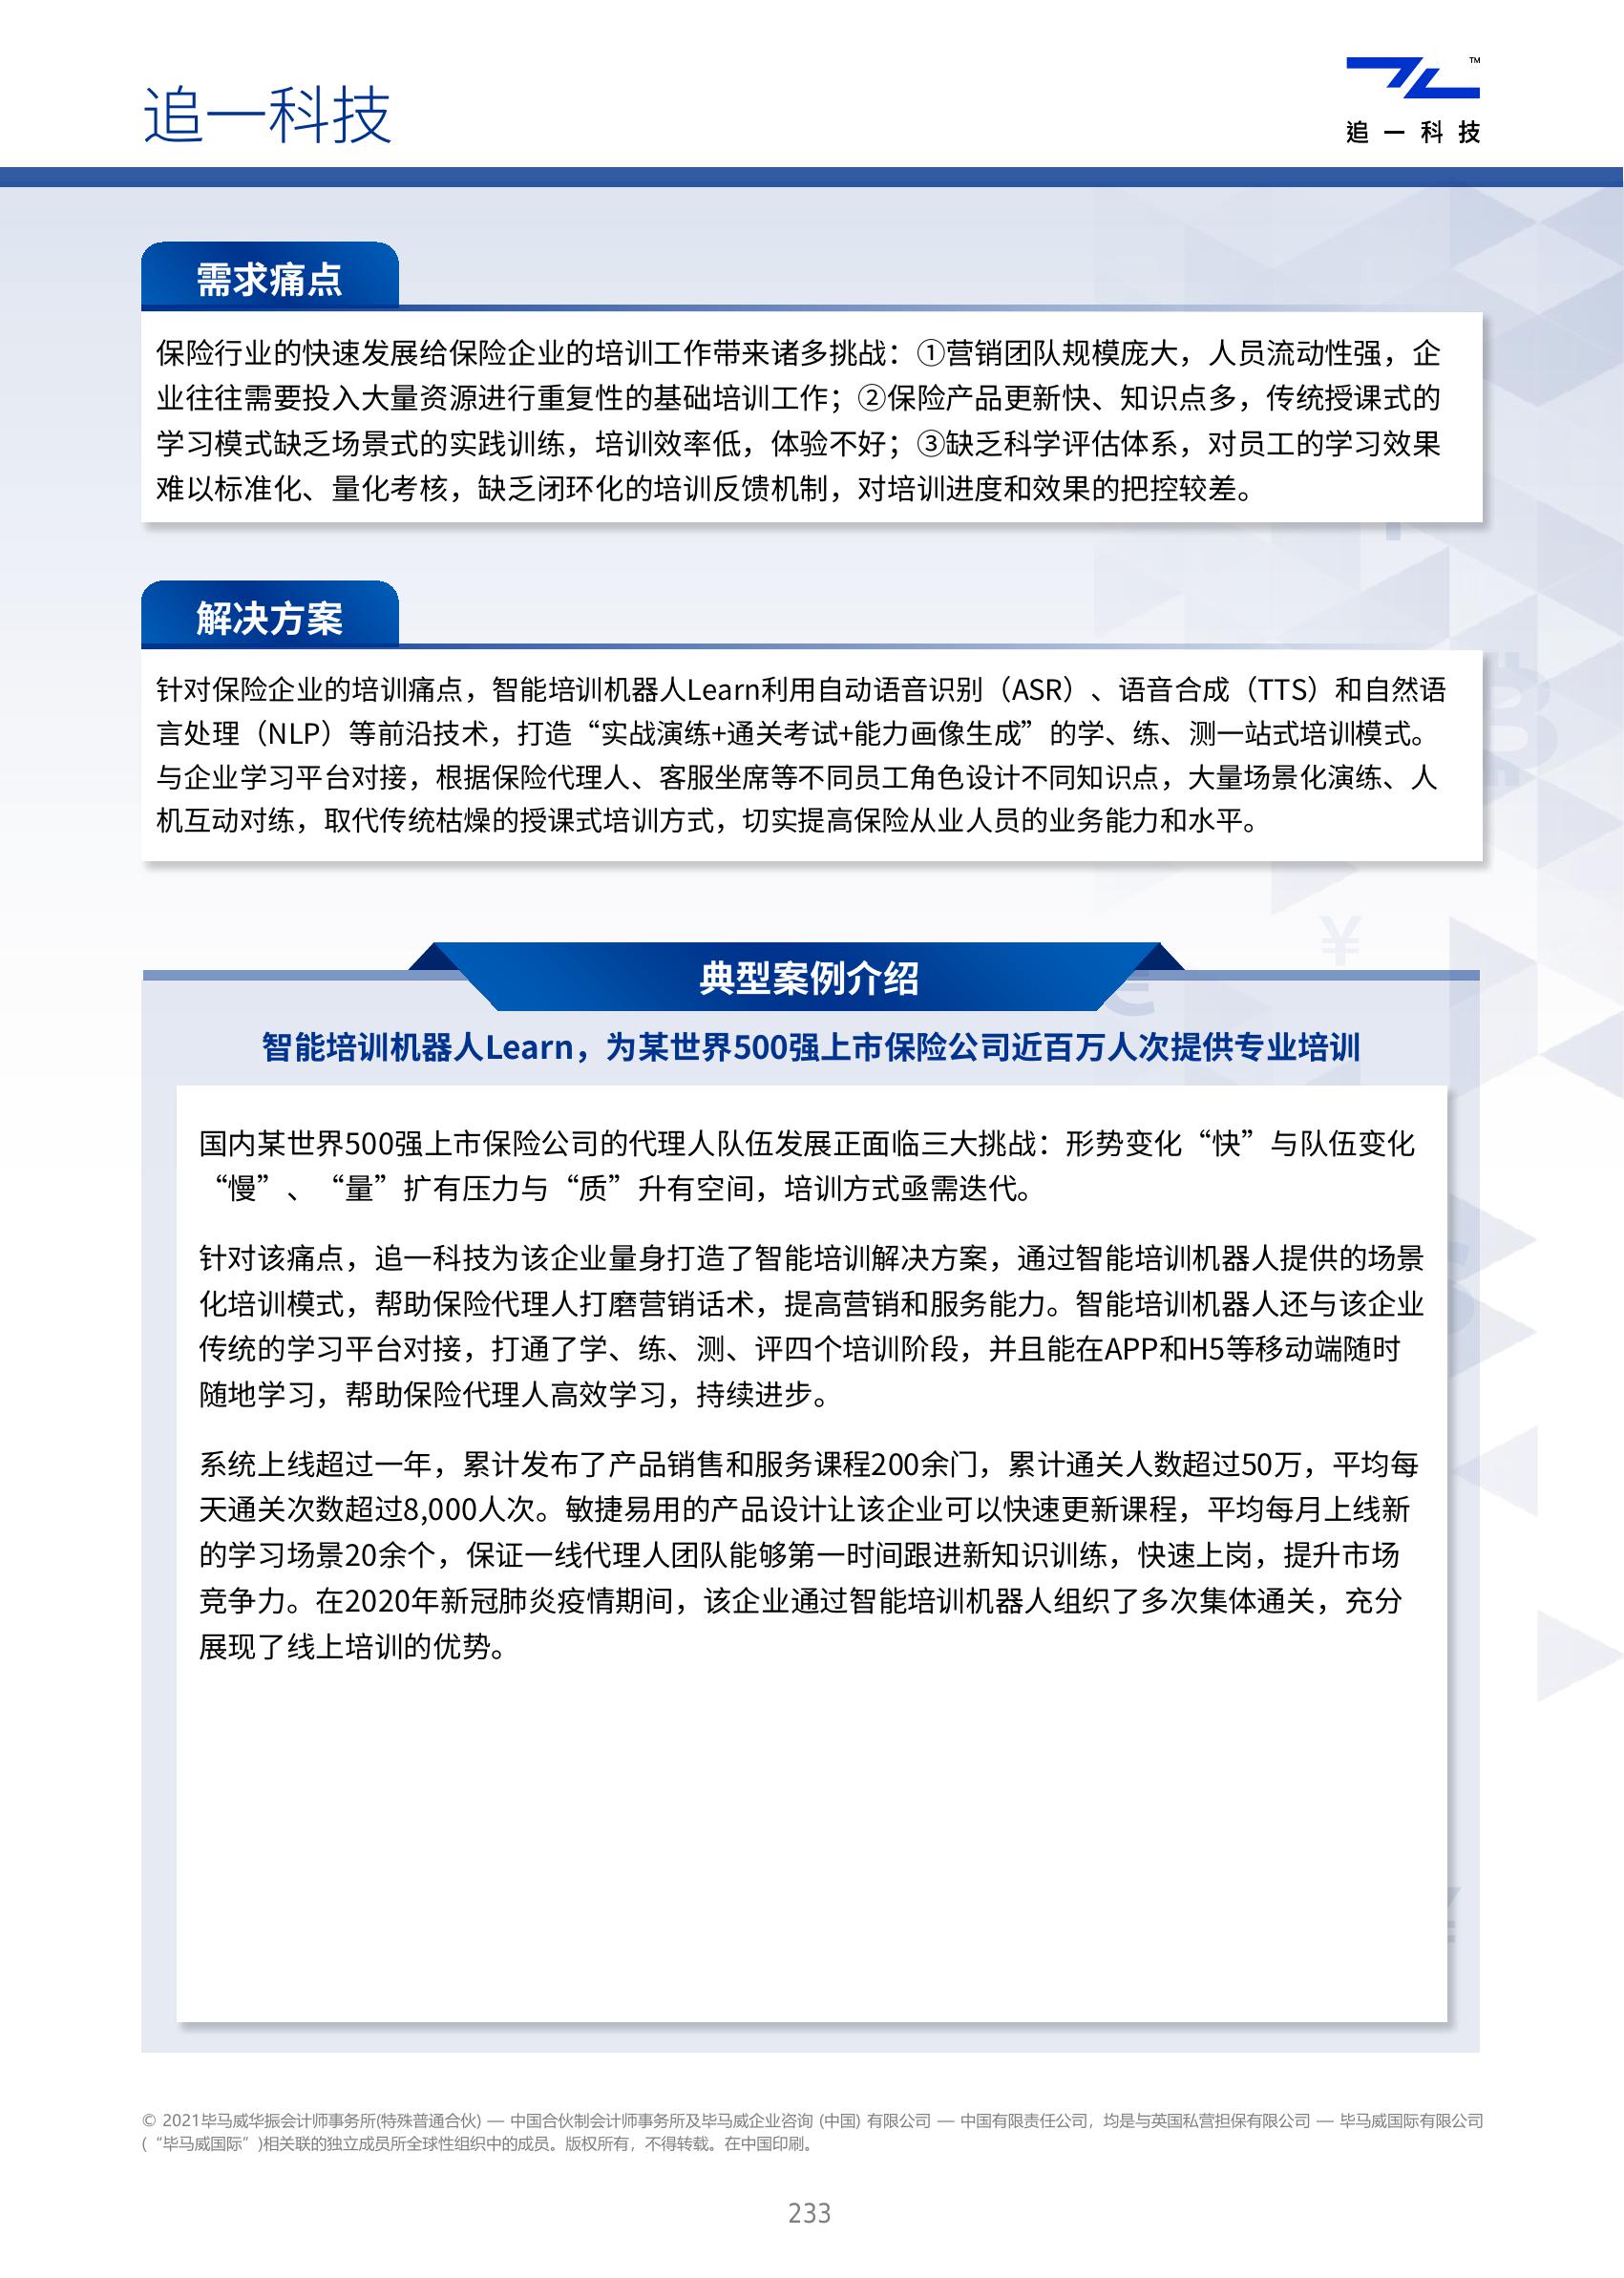 追一科技
TM
追一科技
需求痛点
保险行业的快速发展给保险企业的培训工作带来诸多挑战：①营销团队规模庞大，人员流动性强，企
业往往需要投入大量资源进行重复性的基础培训工作；②保险产品更新快、知识点多，传统授课式的
学习模式缺乏场景式的实践训练，培训效率低，体验不好；③缺乏科学评估体系，对员工的学习效果
难以标准化、量化考核，缺乏闭环化的培训反馈机制，对培训进度和效果的把控较差。
解决方案
针对保险企业的培训痛点，智能培训机器人Learn利用自动语音识别（ASR）、语音合成（TTS）和自然语
言处理（NLP）等前沿技术，打造“实战演练+通关考试+能力画像生成”的学、练、测一站式培训模式。
与企业学习平台对接，根据保险代理人、客服坐席等不同员工角色设计不同知识点，大量场景化演练、人
机互动对练，取代传统枯燥的授课式培训方式，切实提高保险从业人员的业务能力和水平。
典型案例介绍
智能培训机器人Learn，为某世界500强上市保险公司近百万人次提供专业培训
国内某世界500强上市保险公司的代理人队伍发展正面临三大挑战：形势变化“快”与队伍变化
“慢”、“量”扩有压力与“质”升有空间，培训方式亟需迭代。
针对该痛点，追一科技为该企业量身打造了智能培训解决方案，通过智能培训机器人提供的场景
化培训模式，帮助保险代理人打磨营销话术，提高营销和服务能力。智能培训机器人还与该企业
传统的学习平台对接，打通了学、练、测、评四个培训阶段，并且能在APP和H5等移动端随时
随地学习，帮助保险代理人高效学习，持续进步。
系统上线超过一年，累计发布了产品销售和服务课程200余门，累计通关人数超过50万，平均每
天通关次数超过8,000人次。敏捷易用的产品设计让该企业可以快速更新课程，平均每月上线新
的学习场景20余个，保证一线代理人团队能够第一时间跟进新知识训练，快速上岗，提升市场
竞争力。在2020年新冠肺炎疫情期间，该企业通过智能培训机器人组织了多次集体通关，充分
展现了线上培训的优势。
© 2021毕马威华振会计师事务所(特殊普通合伙) — 中国合伙制会计师事务所及毕马威企业咨询 (中国) 有限公司 — 中国有限责任公司，均是与英国私营担保有限公司 — 毕马威国际有限公司
(“毕马威国际”)相关联的独立成员所全球性组织中的成员。版权所有，不得转载。在中国印刷。
233